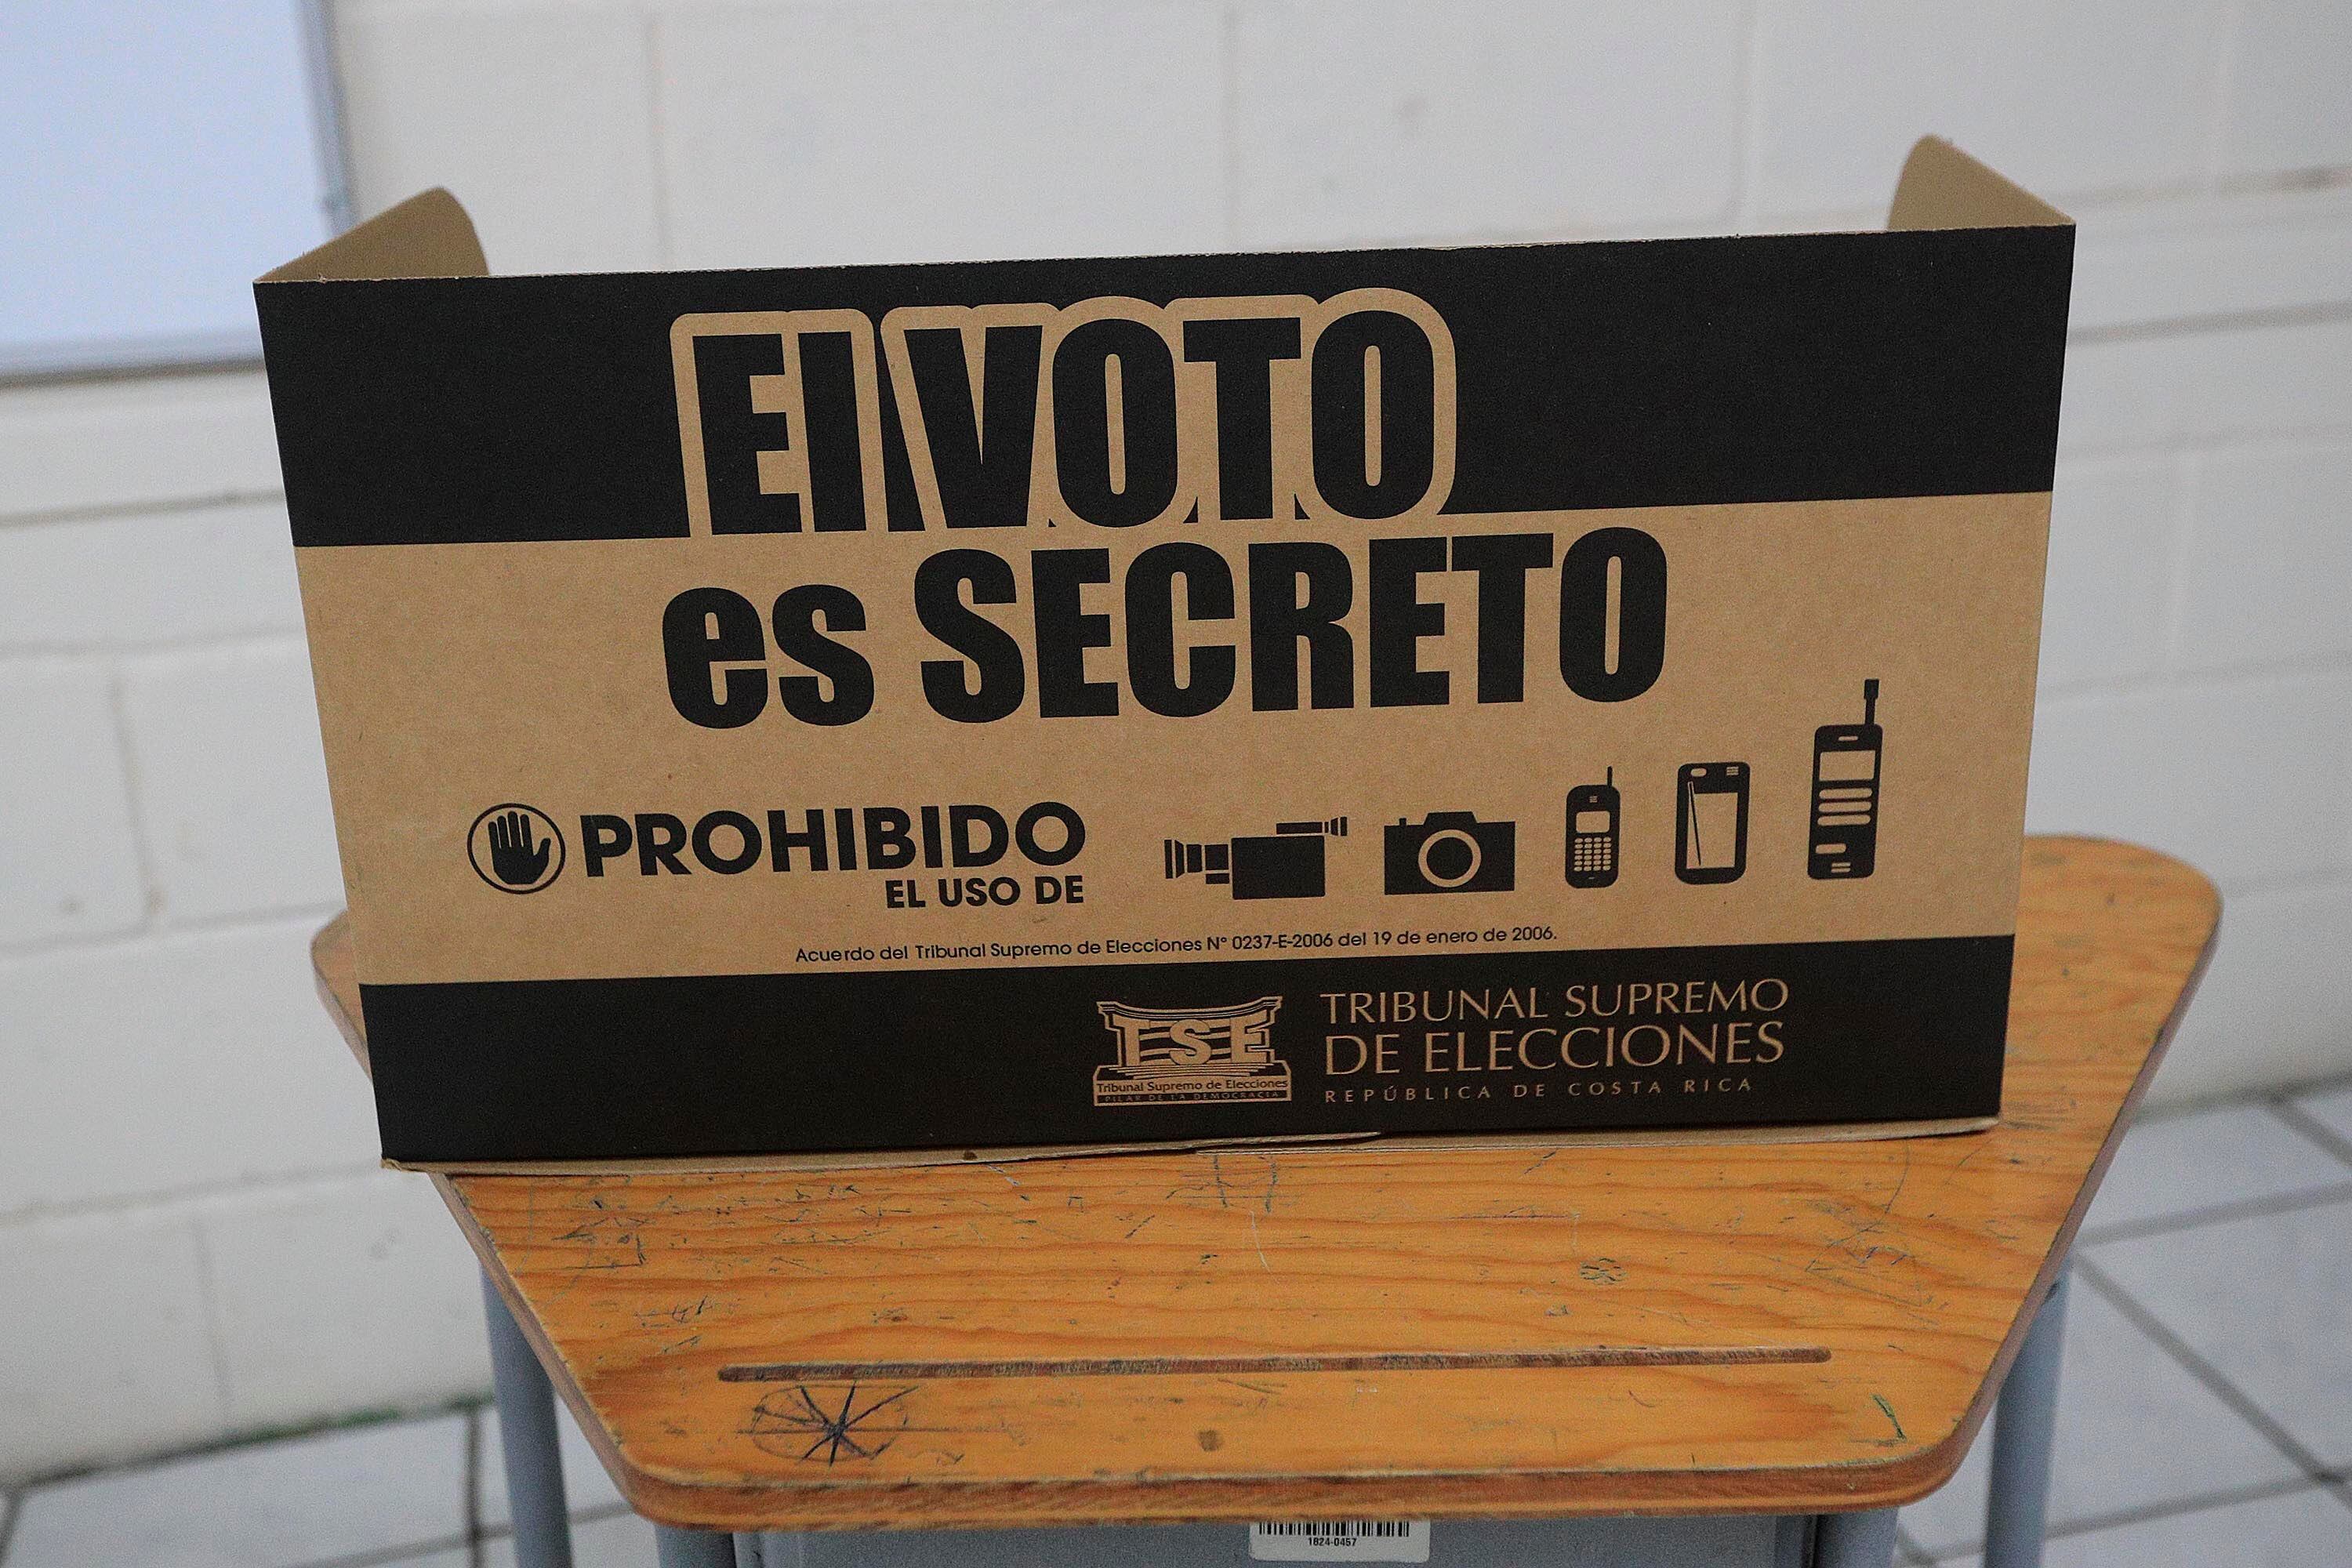 El VOTO
es SECRETO
PROHIBIDO
EL USO DE
Acuerdo del Tribunal Supremo de Elecciones N° 0237-E-2006 del 19 de enero de 2006.
TSE
Tribunal Supremo de Elecciones
PILAR DE LA DEMOCRACIA
TRIBUNAL SUPREMO
DE ELECCIONES
REPÚBLICA DE COSTA RICA
1824-0457